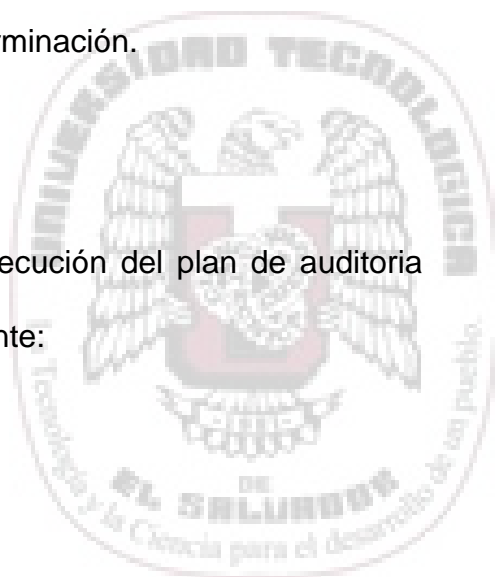 rminación.
UNIVERSIDAD TECNOLOGICA
ecución del plan de auditoria
nte:
DE
EL SALVADOR
Tecnología y la Ciencia para el desarrollo de un pueblo.